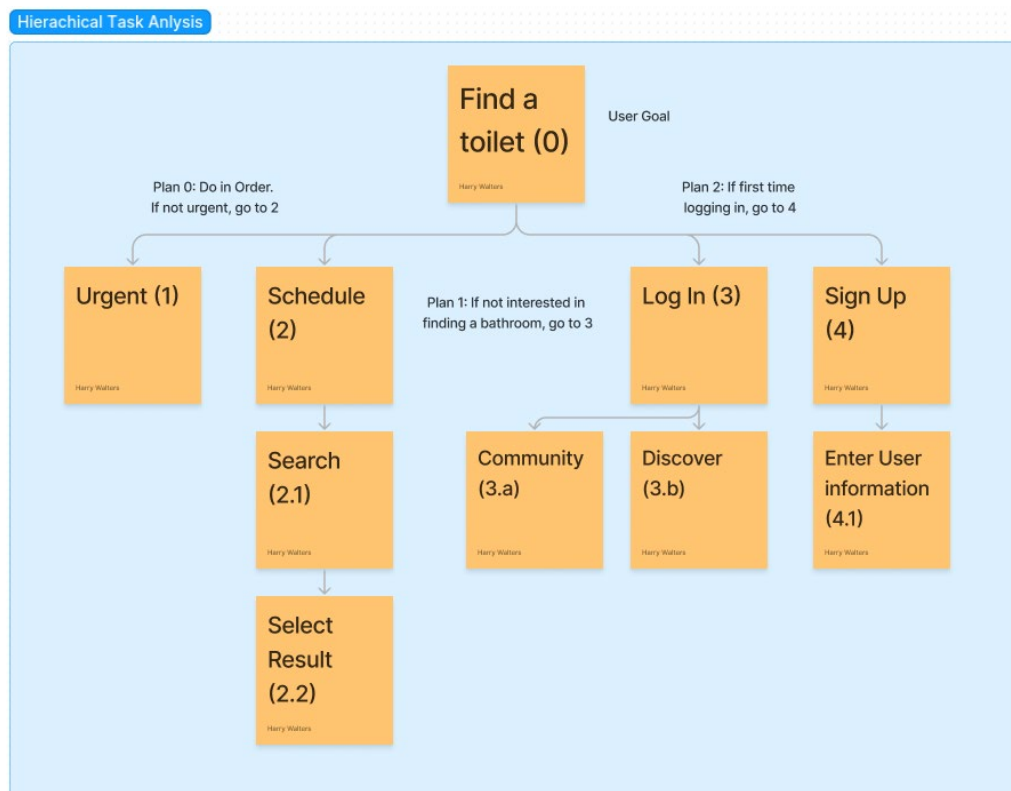 Hierachical Task Anlysis
Find a
toilet (0)
Harry Walters
User Goal
Plan 0: Do in Order.
If not urgent, go to 2
Plan 2: If first time
logging in, go to 4
Urgent (1)
Harry Walters
Schedule
(2)
Harry Walters
Plan 1: If not interested in
finding a bathroom, go to 3
Log In (3)
Harry Walters
Sign Up
(4)
Harry Walters
Search
(2.1)
Harry Walters
Community
(3.a)
Harry Walters
Discover
(3.b)
Harry Walters
Enter User
information
(4.1)
Harry Walters
Select
Result
(2.2)
Harry Walters